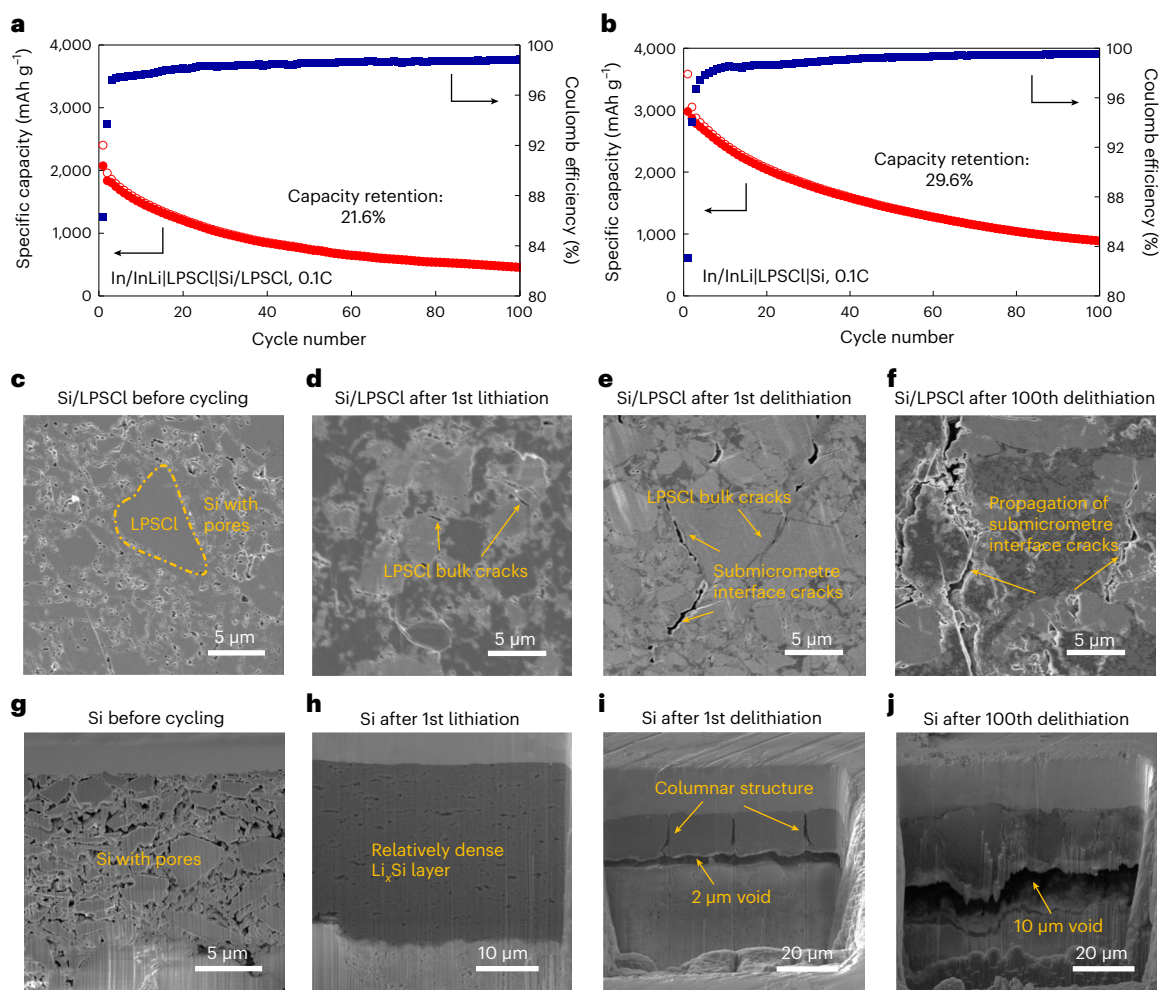 a
4,000
3,000
2,000
1,000
0
Specific capacity (mAh g⁻¹)
100
96
92
88
84
80
Coulomb efficiency (%)
Capacity retention:
21.6%
In/InLi|LPSCl|Si/LPSCl, 0.1C
0 20 40 60 80 100
Cycle number
b
4,000
3,000
2,000
1,000
0
Specific capacity (mAh g⁻¹)
100
96
92
88
84
80
Coulomb efficiency (%)
Capacity retention:
29.6%
In/InLi|LPSCl|Si, 0.1C
0 20 40 60 80 100
Cycle number
c
Si/LPSCl before cycling
LPSCl
Si with
pores
5 μm
d
Si/LPSCl after 1st lithiation
LPSCl bulk cracks
5 μm
e
Si/LPSCl after 1st delithiation
LPSCl bulk cracks
Submicrometre
interface cracks
5 μm
f
Si/LPSCl after 100th delithiation
Propagation of
submicrometre
interface cracks
5 μm
g
Si before cycling
Si with pores
5 μm
h
Si after 1st lithiation
Relatively dense
LiₓSi layer
10 μm
i
Si after 1st delithiation
Columnar structure
2 μm void
20 μm
j
Si after 100th delithiation
10 μm void
20 μm